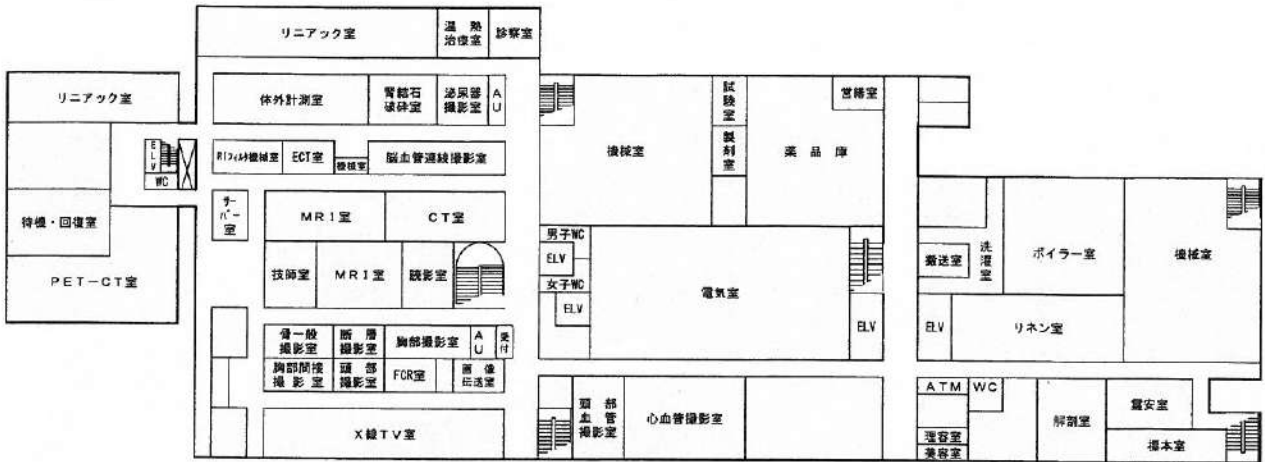 リニアック室
温熱
治療室
診察室
リニアック室
体外計測室
腎結石
破砕室
泌尿器
撮影室
AU
試験室
営繕室
ELV
WC
RIフィルタ機械室
ECT室
機械室
脳血管連続撮影室
機械室
製剤室
薬品庫
待機・回復室
サーバー室
MRI室
CT室
PET-CT室
技師室
MRI室
読影室
男子WC
ELV
女子WC
ELV
電気室
ELV
搬送室
洗濯室
ボイラー室
機械室
ELV
リネン室
骨一般
撮影室
断層
撮影室
胸部撮影室
AU
受付
胸部間接
撮影室
頭部
撮影室
FCR室
画像
伝送室
X線TV室
頭部
血管
撮影室
心血管撮影室
ATM
WC
理容室
美容室
解剖室
霊安室
標本室